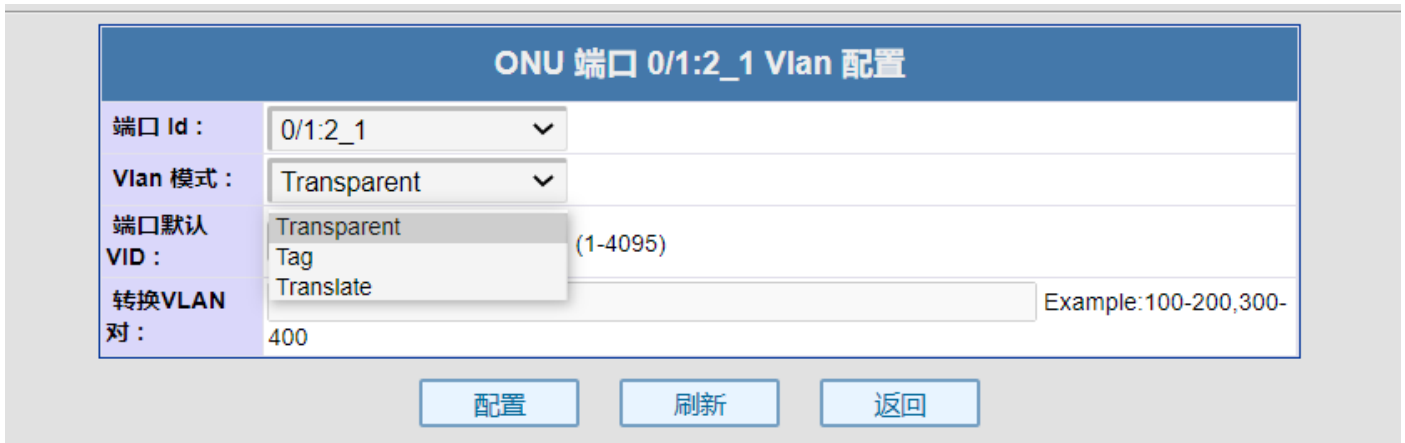 ONU 端口 0/1:2_1 Vlan 配置
端口 Id：
0/1:2_1
Vlan 模式：
Transparent
端口默认
VID：
Transparent
Tag
Translate
(1-4095)
转换VLAN
对：
Example:100-200,300-
400
配置
刷新
返回